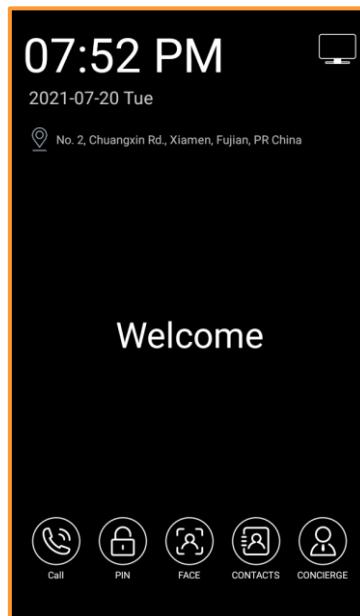 07:52 PM
2021-07-20 Tue
No. 2, Chuangxin Rd., Xiamen, Fujian, PR China
Welcome
Call PIN FACE CONTACTS CONCIERGE